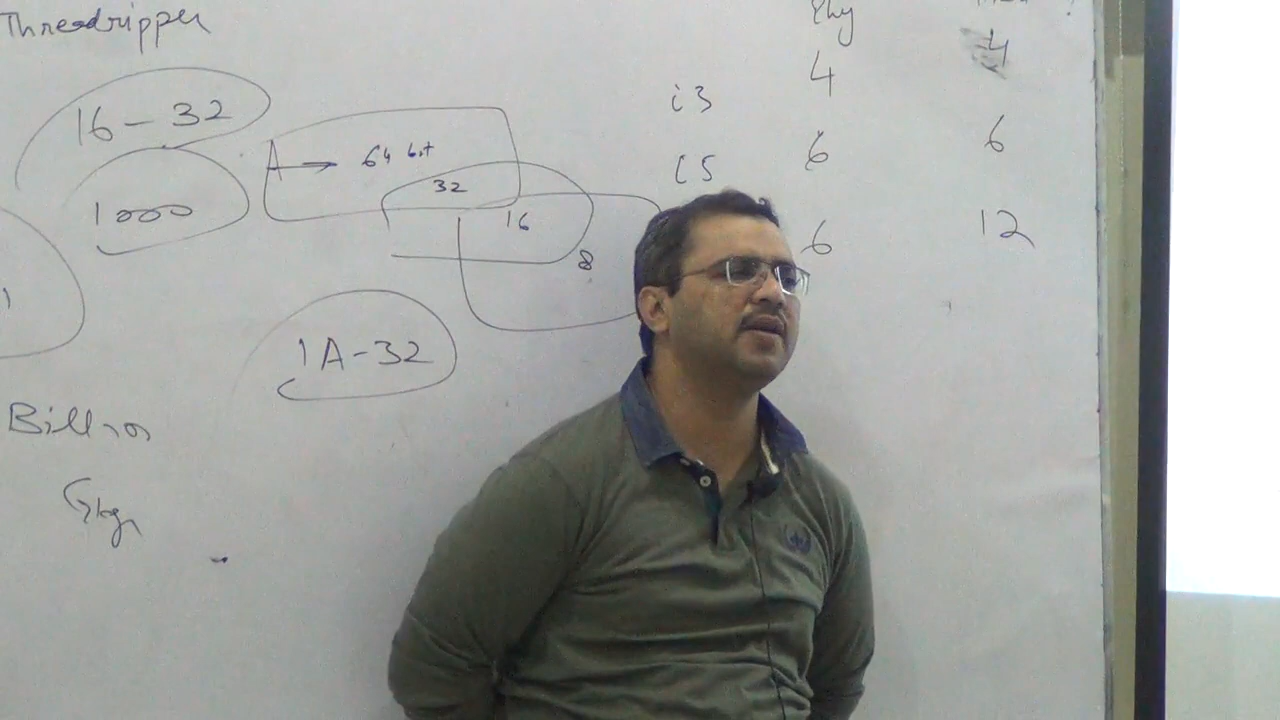 Threadripper
Phy
16 - 32
1000
A → 64 bit
32
16
8
1A-32
Billion
i3 4 4
i5 6 6
6 12
1